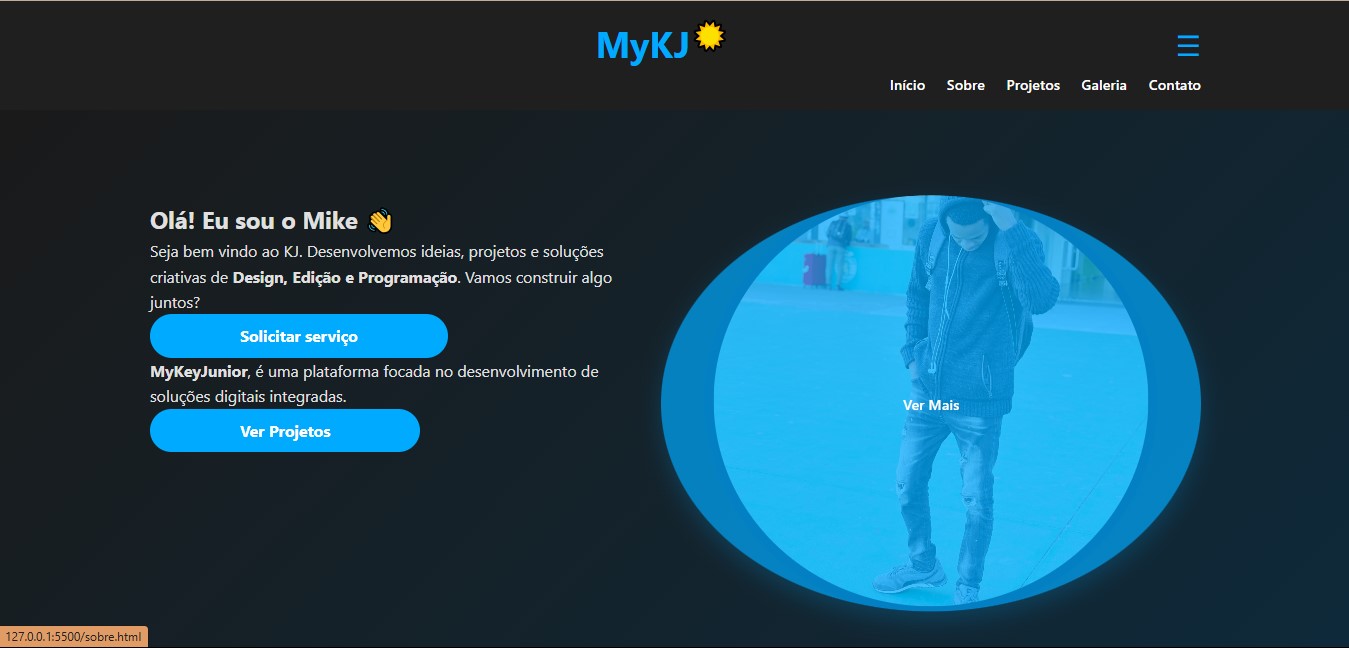 MyKJ
☰
Início Sobre Projetos Galeria Contato
Olá! Eu sou o Mike 👋
Seja bem vindo ao KJ. Desenvolvemos ideias, projetos e soluções
criativas de Design, Edição e Programação. Vamos construir algo
juntos?
Solicitar serviço
MyKeyJunior, é uma plataforma focada no desenvolvimento de
soluções digitais integradas.
Ver Projetos
Ver Mais
127.0.0.1:5500/sobre.html